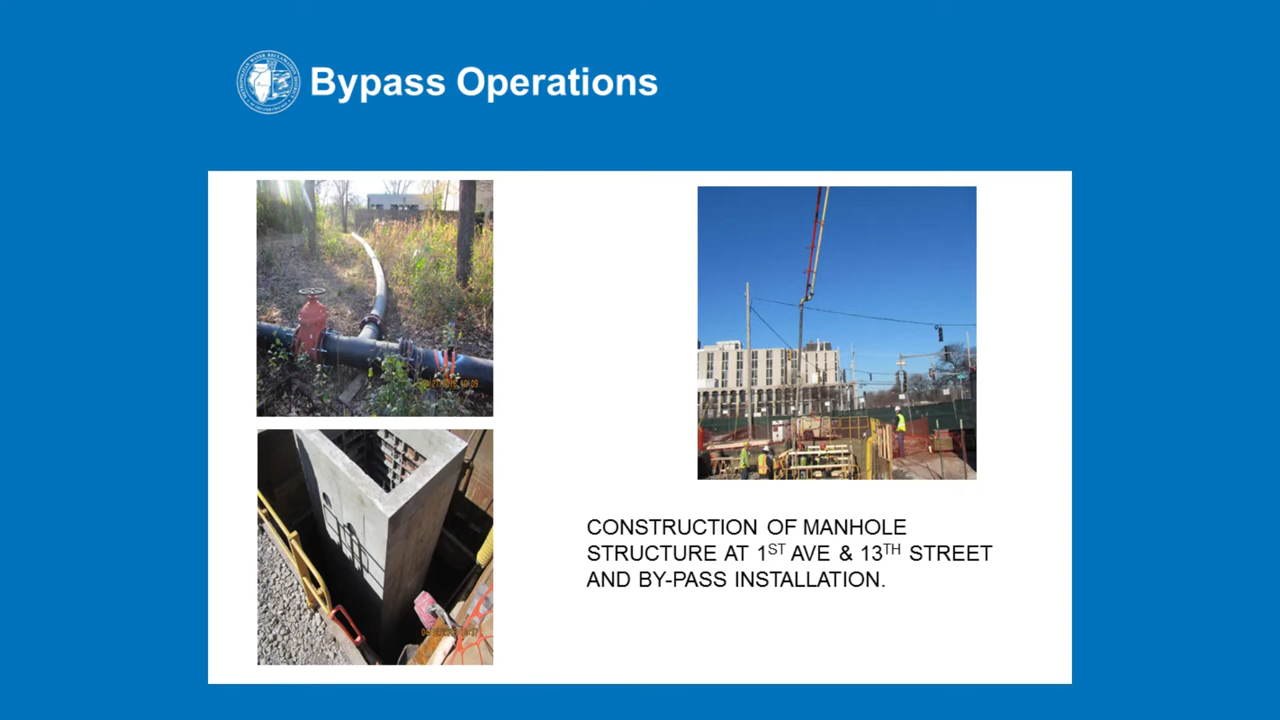 Bypass Operations
CONSTRUCTION OF MANHOLE
STRUCTURE AT 1ST AVE & 13TH STREET
AND BY-PASS INSTALLATION.